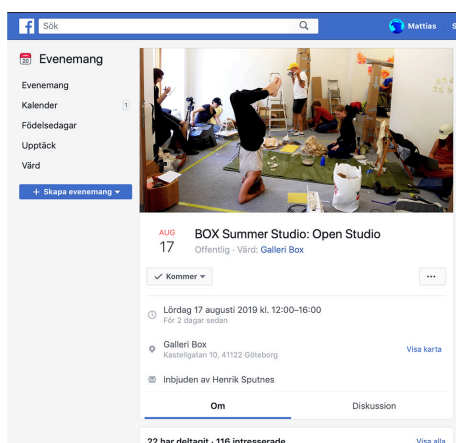 Sök
Mattias
Evenemang
Evenemang
Kalender 1
Födelsedagar
Upptäck
Värd
+ Skapa evenemang
AUG
17
BOX Summer Studio: Open Studio
Offentlig · Värd: Galleri Box
Kommer
Lördag 17 augusti 2019 kl. 12:00–16:00
För 2 dagar sedan
Galleri Box
Kastellgatan 10, 41122 Göteborg
Visa karta
Inbjuden av Henrik Sputnes
Om
Diskussion
22 har deltagit · 116 intresserade
Visa alla